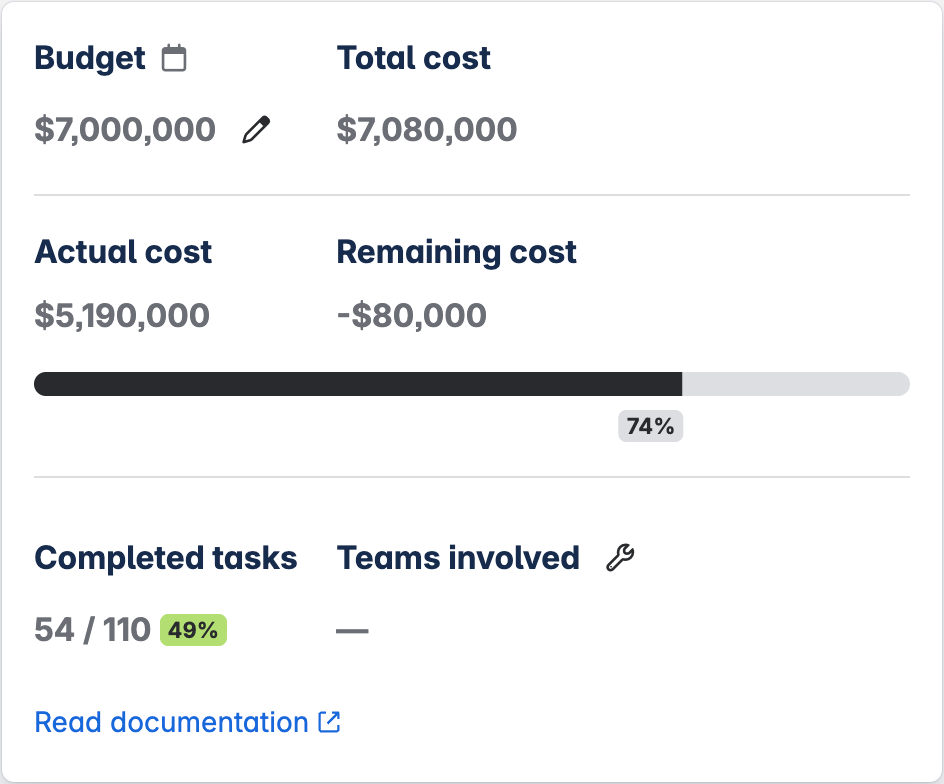 Budget Total cost
$7,000,000 $7,080,000
Actual cost Remaining cost
$5,190,000 -$80,000
74%
Completed tasks Teams involved
54 / 110 49% —
Read documentation